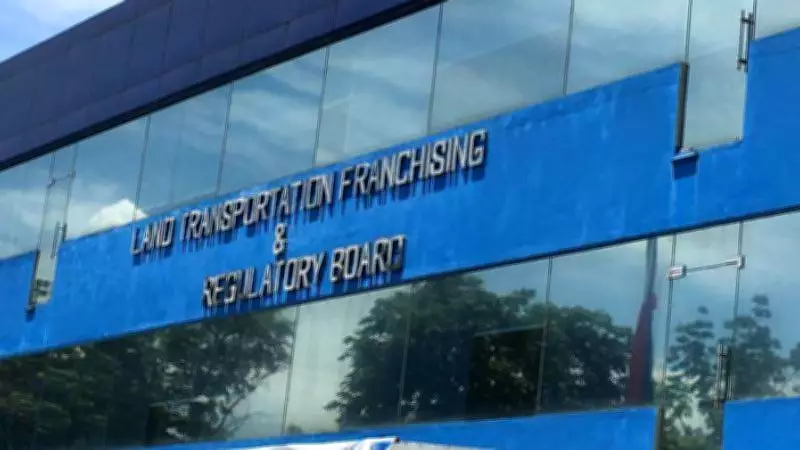 LAND TRANSPORTATION FRANCHISING
&
REGULATORY BOARD